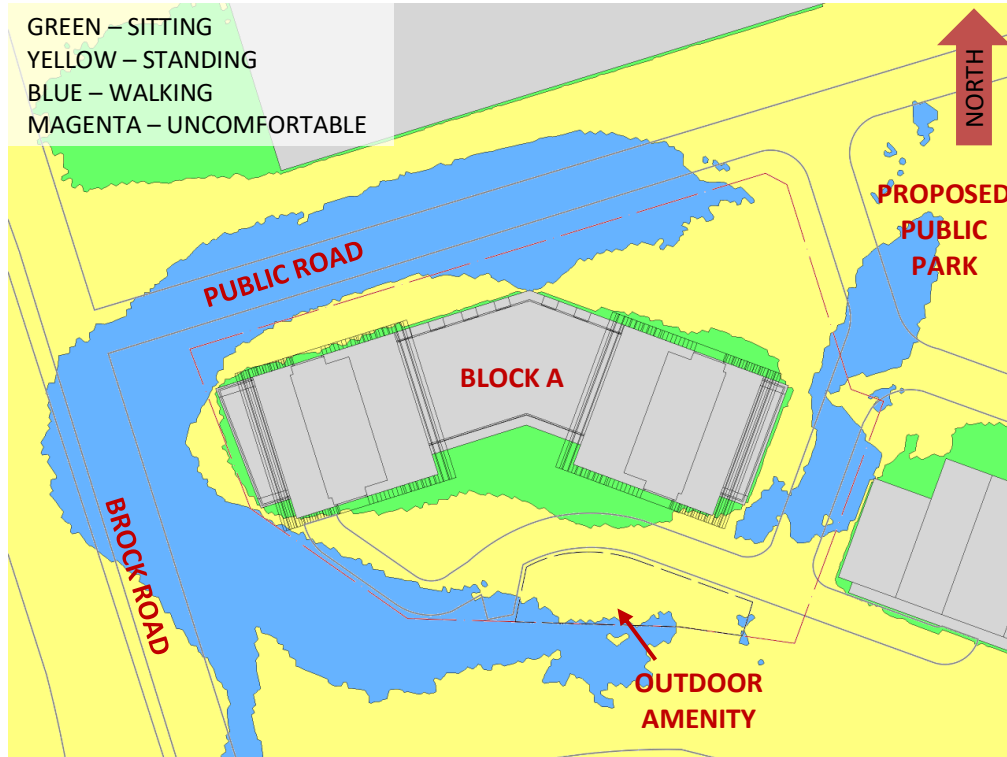 GREEN – SITTING
YELLOW – STANDING
BLUE – WALKING
MAGENTA – UNCOMFORTABLE
NORTH
PROPOSED
PUBLIC
PARK
PUBLIC ROAD
BLOCK A
BROCK ROAD
OUTDOOR
AMENITY